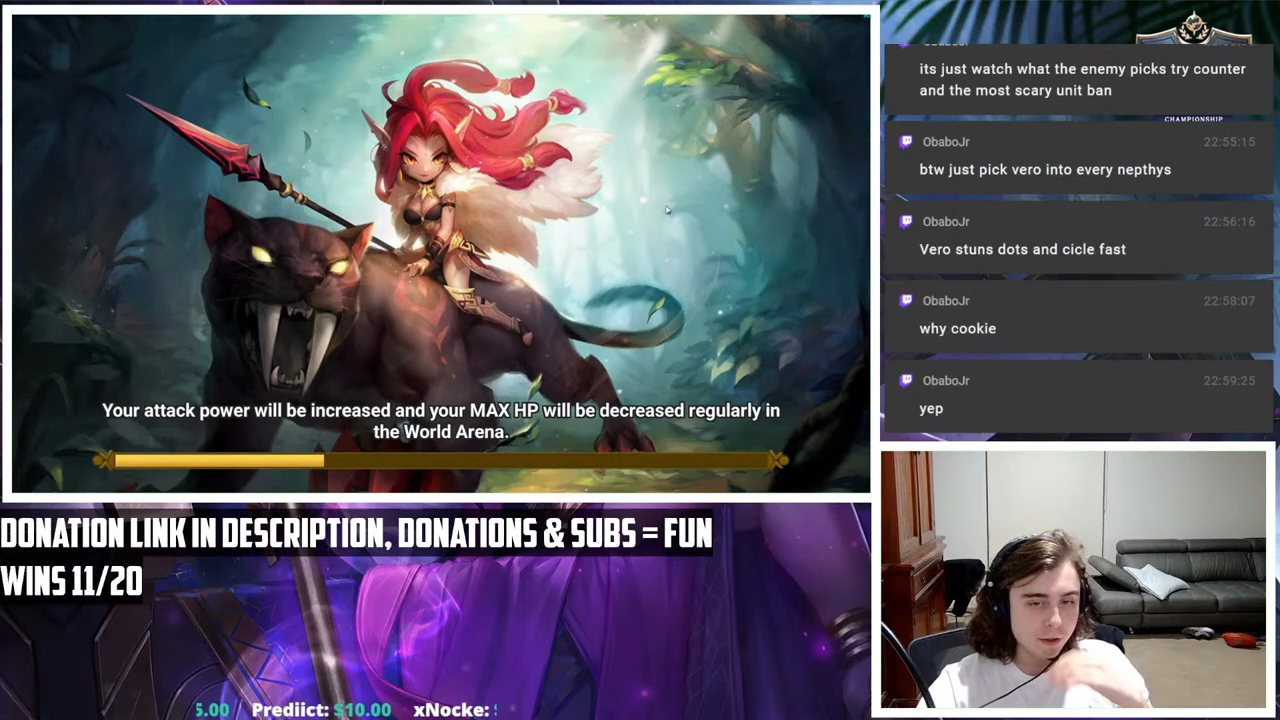 its just watch what the enemy picks try counter
and the most scary unit ban
CHAMPIONSHIP
ObaboJr 22:55:15
btw just pick vero into every nepthys
ObaboJr 22:56:16
Vero stuns dots and cicle fast
ObaboJr 22:58:07
why cookie
ObaboJr 22:59:25
yep
Your attack power will be increased and your MAX HP will be decreased regularly in
the World Arena.
DONATION LINK IN DESCRIPTION, DONATIONS & SUBS = FUN
WINS 11/20
5.00 Prediict: $10.00 xNocke: